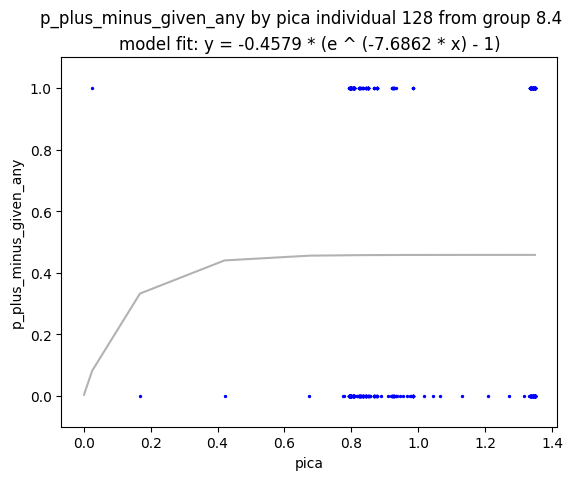 p_plus_minus_given_any by pica individual 128 from group 8.4
model fit: y = -0.4579 * (e ^ (-7.6862 * x) - 1)
1.0
0.8
0.6
0.4
0.2
0.0
p_plus_minus_given_any
0.0 0.2 0.4 0.6 0.8 1.0 1.2 1.4
pica